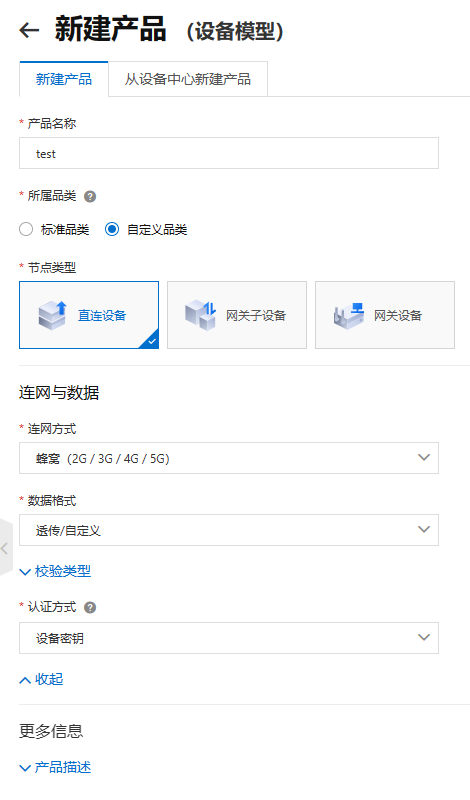 新建产品 (设备模型)
新建产品 从设备中心新建产品
* 产品名称
test
* 所属品类 ?
标准品类 自定义品类
* 节点类型
直连设备 网关子设备 网关设备
连网与数据
* 连网方式
蜂窝（2G / 3G / 4G / 5G）
* 数据格式
透传/自定义
校验类型
* 认证方式 ?
设备密钥
收起
更多信息
产品描述